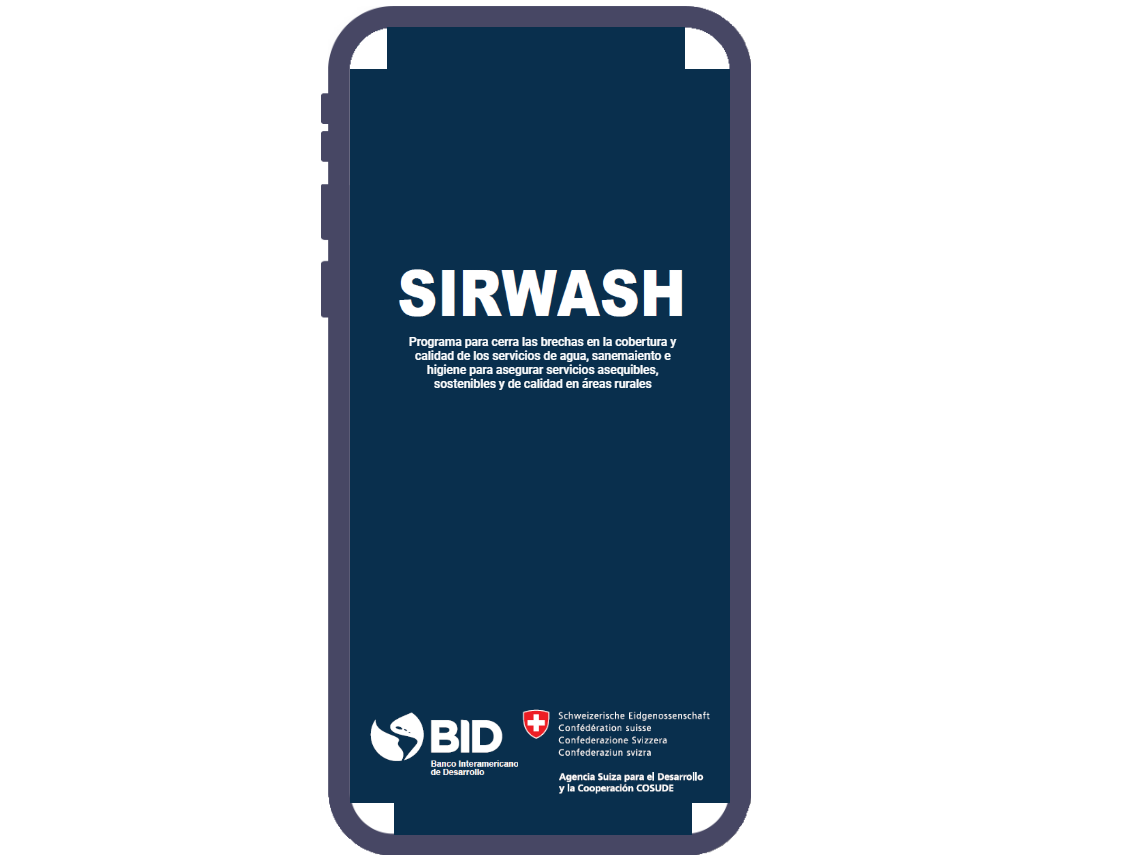 SIRWASH
Programa para cerra las brechas en la cobertura y
calidad de los servicios de agua, sanemaiento e
higiene para asegurar servicios asequibles,
sostenibles y de calidad en áreas rurales
BID
Banco Interamericano
de Desarrollo
Schweizerische Eidgenossenschaft
Confédération suisse
Confederazione Svizzera
Confederaziun svizra
Agencia Suiza para el Desarrollo
y la Cooperación COSUDE